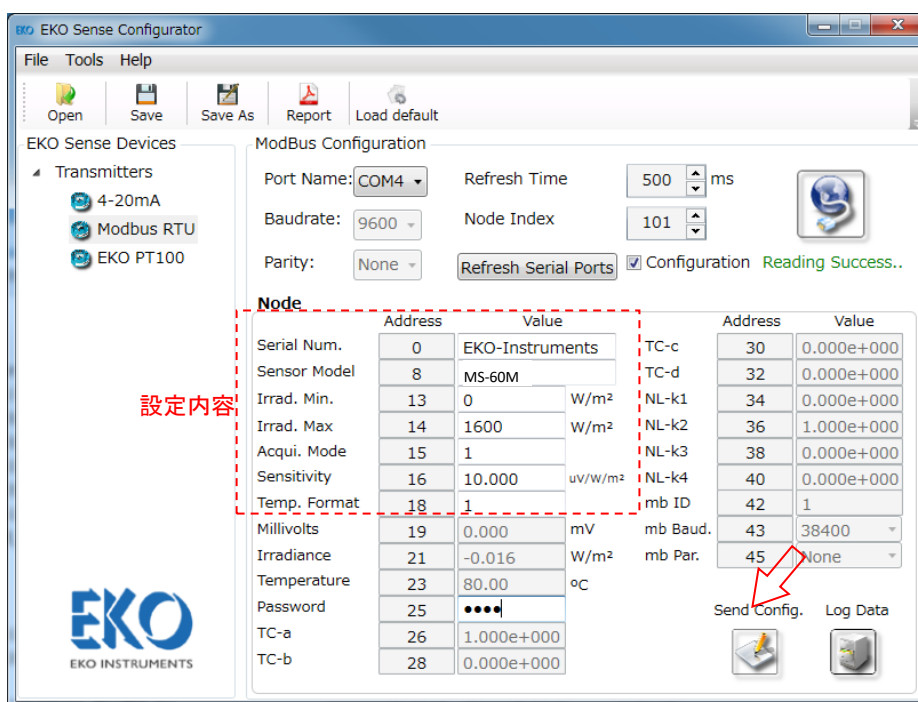 EKO EKO Sense Configurator
File Tools Help
Open Save Save As Report Load default
EKO Sense Devices
Transmitters
4-20mA
Modbus RTU
EKO PT100
ModBus Configuration
Port Name: COM4 Refresh Time 500 ms
Baudrate: 9600 Node Index 101
Parity: None Refresh Serial Ports Configuration Reading Success..
Node
Address Value Address Value
Serial Num. 0 EKO-Instruments TC-c 30 0.000e+000
Sensor Model 8 MS-60M TC-d 32 0.000e+000
Irrad. Min. 13 0 W/m² NL-k1 34 0.000e+000
Irrad. Max 14 1600 W/m² NL-k2 36 1.000e+000
Acqui. Mode 15 1 NL-k3 38 0.000e+000
Sensitivity 16 10.000 uV/W/m² NL-k4 40 0.000e+000
Temp. Format 18 1 mb ID 42 1
Millivolts 19 0.000 mV mb Baud. 43 38400
Irradiance 21 -0.016 W/m² mb Par. 45 None
Temperature 23 80.00 ºC
Password 25 ••••
TC-a 26 1.000e+000
TC-b 28 0.000e+000
設定内容
Send Config. Log Data
EKO
EKO INSTRUMENTS